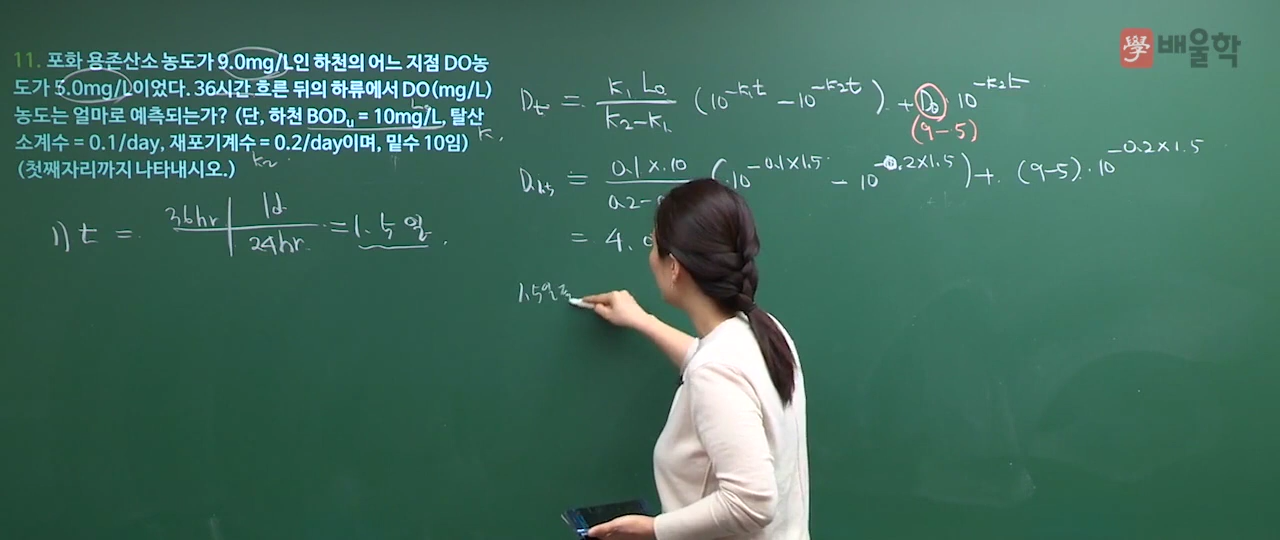 學 배울학
11. 포화 용존산소 농도가 9.0mg/L인 하천의 어느 지점 DO농
도가 5.0mg/L이었다. 36시간 흐른 뒤의 하류에서 DO(mg/L)
농도는 얼마로 예측되는가? (단, 하천 BODu = 10mg/L, 탈산
소계수 = 0.1/day, 재포기계수 = 0.2/day이며, 밑수 10임)
(첫째자리까지 나타내시오.)
L₀
K₁
K₂
1) t = 36hr | 1d / 24hr = 1.5일
Dt = K₁L₀ / K₂-K₁ (10^-K₁t - 10^-K₂t) + D₀ · 10^-K₂t
(9-5)
= 0.1×10 / 0.2- (10^-0.1×1.5 - 10^-0.2×1.5) + (9-5)·10^-0.2×1.5
= 4.
1.5일